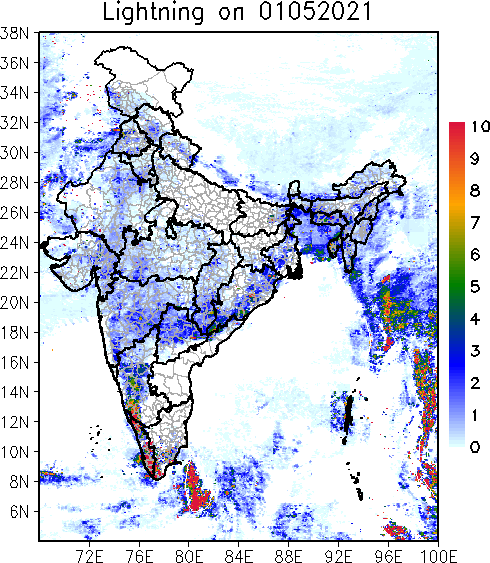 Lightning on 01052021
38N
36N
34N
32N
30N
28N
26N
24N
22N
20N
18N
16N
14N
12N
10N
8N
6N
72E 76E 80E 84E 88E 92E 96E 100E
10
9
8
7
6
5
4
3
2
1
0